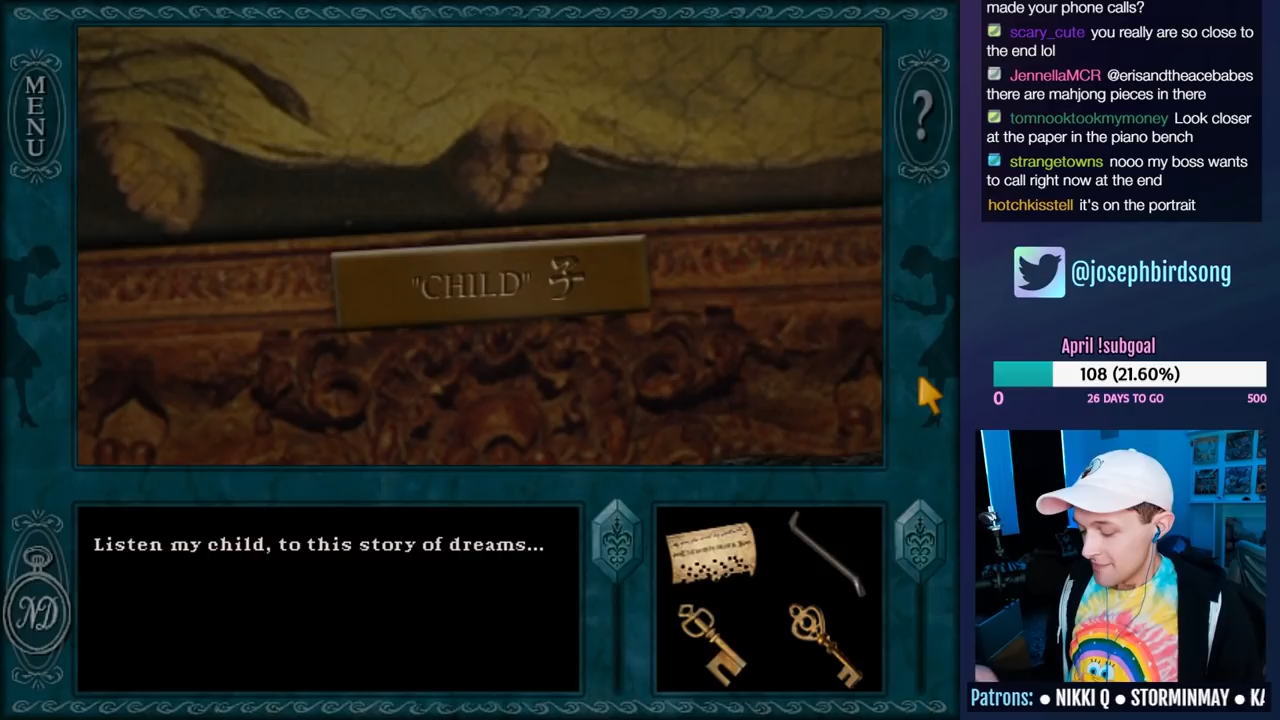 MENU
?
"CHILD" 子
ND
Listen my child, to this story of dreams...
made your phone calls?
scary_cute you really are so close to
the end lol
JennellaMCR @erisandtheacebabes
there are mahjong pieces in there
tomnooktookmymoney Look closer
at the paper in the piano bench
strangetowns nooo my boss wants
to call right now at the end
hotchkisstell it's on the portrait
@josephbirdsong
April !subgoal
108 (21.60%)
0 26 DAYS TO GO 500
Patrons: ● NIKKI Q ● STORMINMAY ● KA